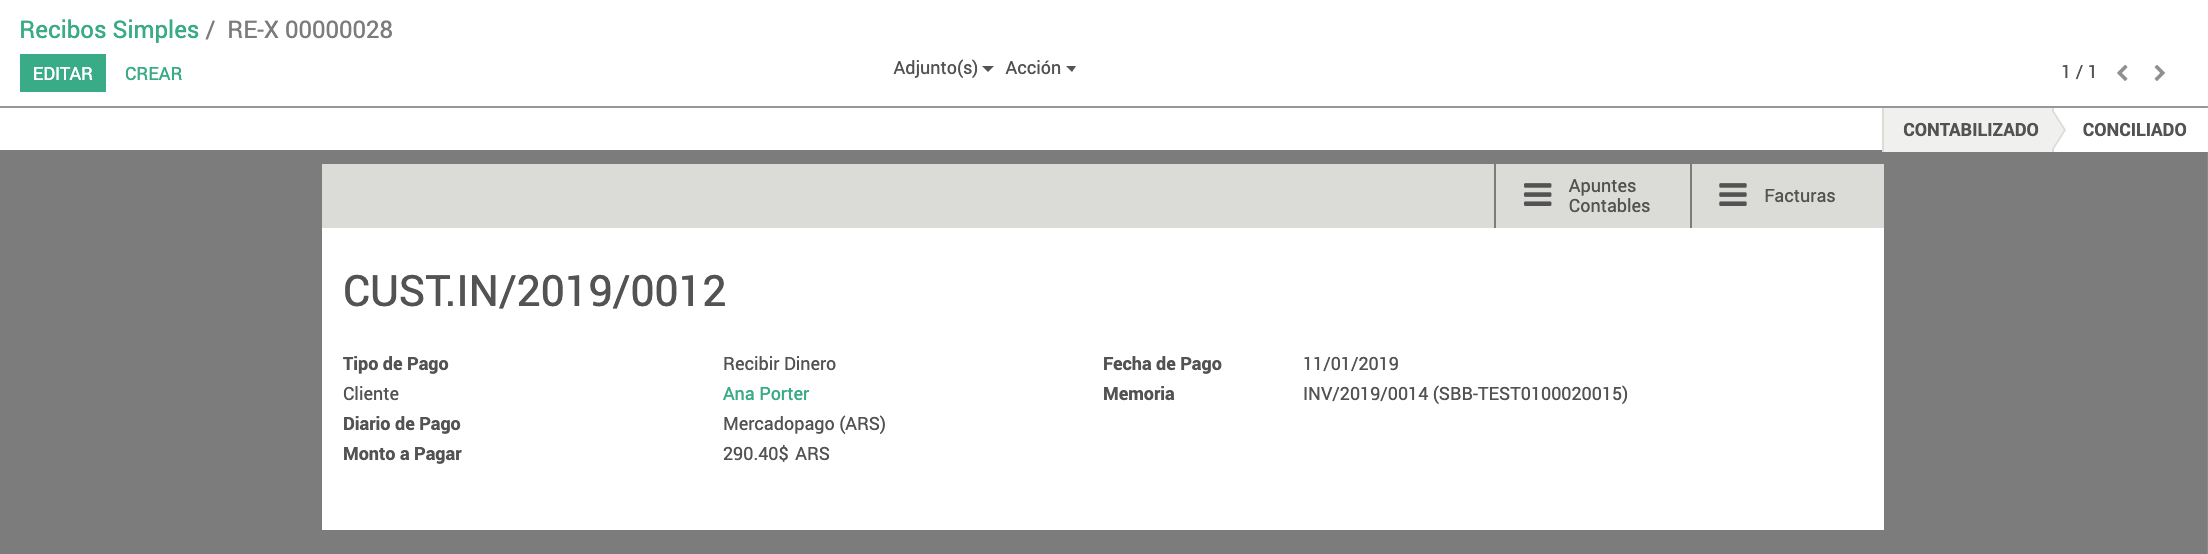 Recibos Simples / RE-X 00000028
EDITAR CREAR
Adjunto(s) Acción
1 / 1
CONTABILIZADO CONCILIADO
Apuntes
Contables
Facturas
CUST.IN/2019/0012
Tipo de Pago Recibir Dinero
Cliente Ana Porter
Diario de Pago Mercadopago (ARS)
Monto a Pagar 290.40$ ARS
Fecha de Pago 11/01/2019
Memoria INV/2019/0014 (SBB-TEST0100020015)